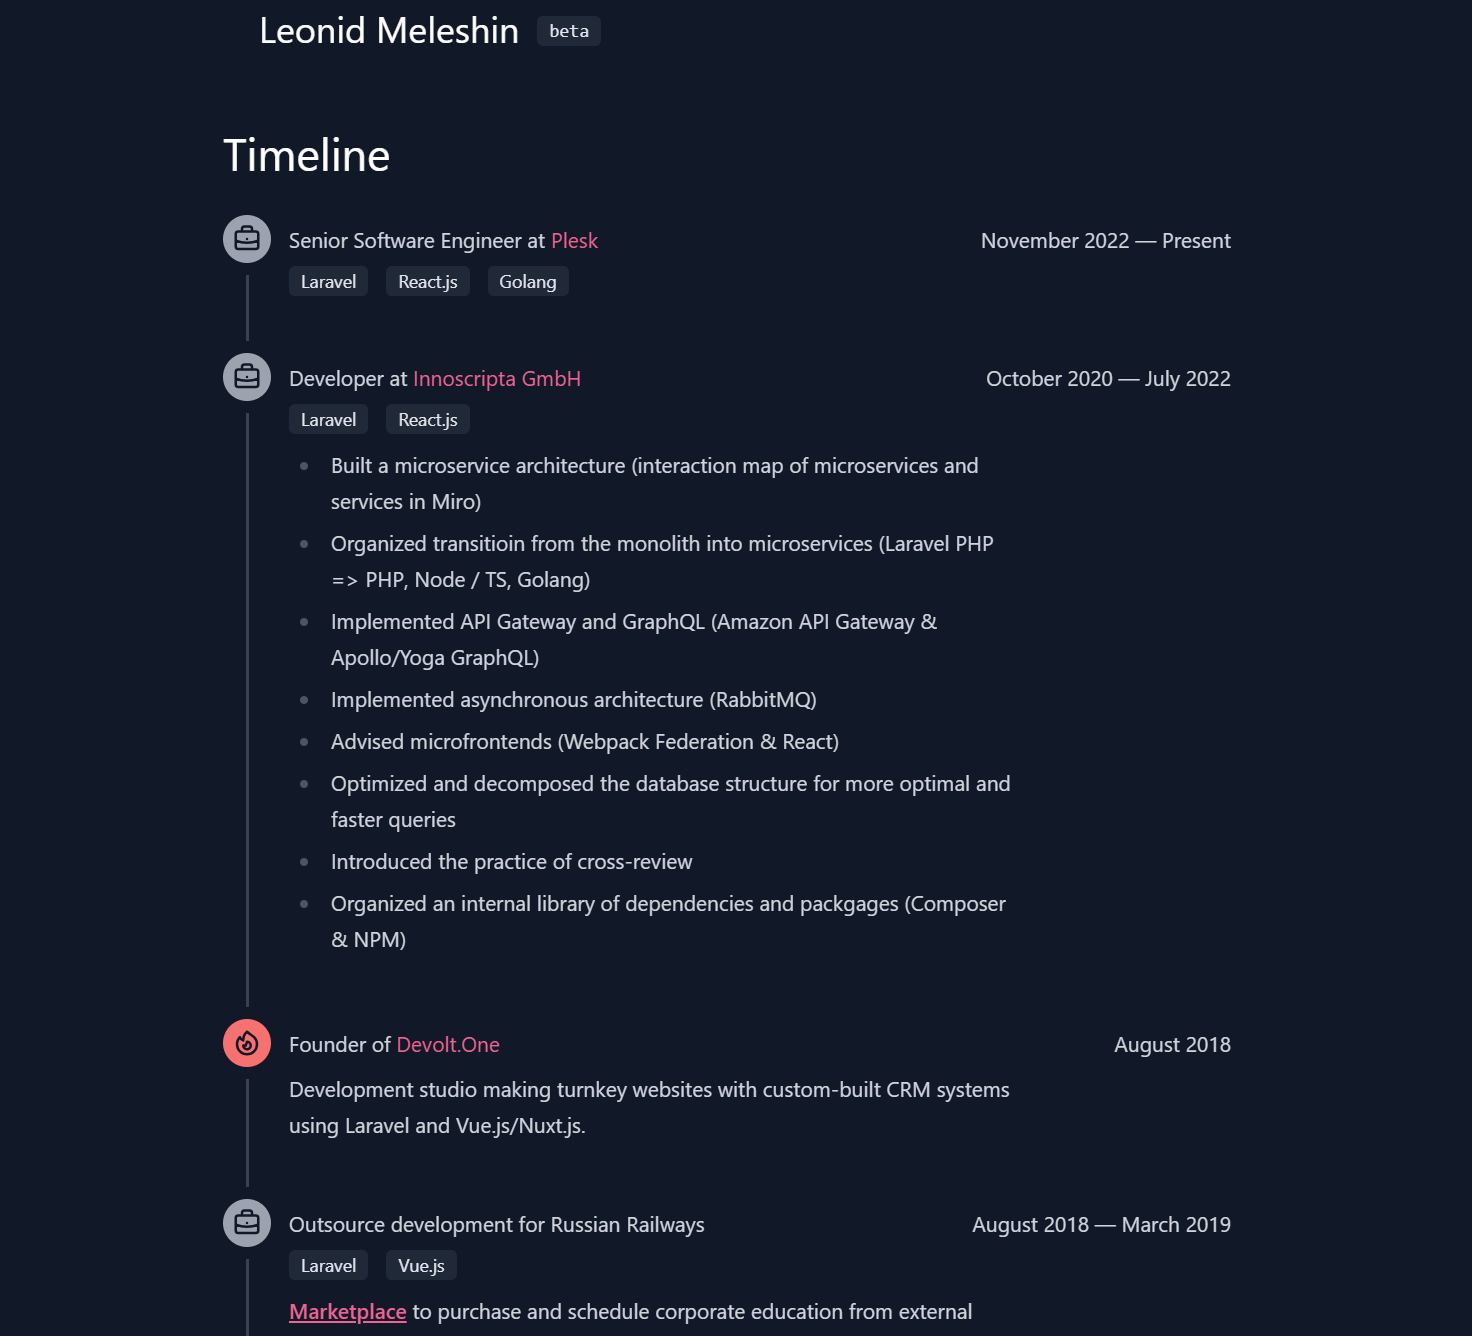 Leonid Meleshin beta
Timeline
Senior Software Engineer at Plesk November 2022 — Present
Laravel React.js Golang
Developer at Innoscripta GmbH October 2020 — July 2022
Laravel React.js
Built a microservice architecture (interaction map of microservices and
services in Miro)
Organized transitioin from the monolith into microservices (Laravel PHP
=> PHP, Node / TS, Golang)
Implemented API Gateway and GraphQL (Amazon API Gateway &
Apollo/Yoga GraphQL)
Implemented asynchronous architecture (RabbitMQ)
Advised microfrontends (Webpack Federation & React)
Optimized and decomposed the database structure for more optimal and
faster queries
Introduced the practice of cross-review
Organized an internal library of dependencies and packgages (Composer
& NPM)
Founder of Devolt.One August 2018
Development studio making turnkey websites with custom-built CRM systems
using Laravel and Vue.js/Nuxt.js.
Outsource development for Russian Railways August 2018 — March 2019
Laravel Vue.js
Marketplace to purchase and schedule corporate education from external